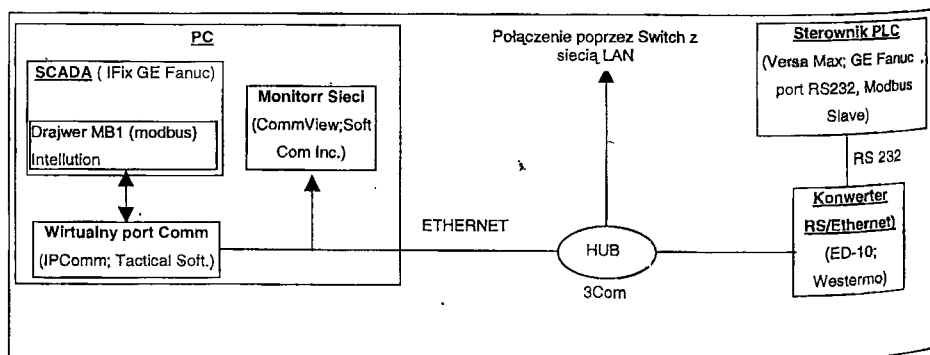 PC
SCADA ( IFix GE Fanuc)
Drajwer MB1 (modbus)
Intellution
Wirtualny port Comm
(IPComm; Tactical Soft.)
Monitorr Sieci
(CommView;Soft
Com Inc.)
ETHERNET
Połączenie poprzez Switch z
siecią LAN
HUB
3Com
Sterownik PLC
(Versa Max; GE Fanuc
port RS232, Modbus
Slave)
RS 232
Konwerter
RS/Ethernet)
(ED-10;
Westermo)